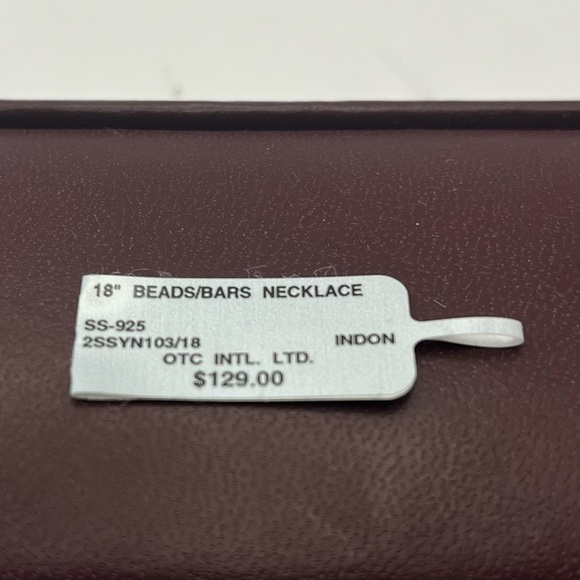 18" BEADS/BARS NECKLACE
SS-925
2SSYN103/18 INDON
OTC INTL. LTD.
$129.00